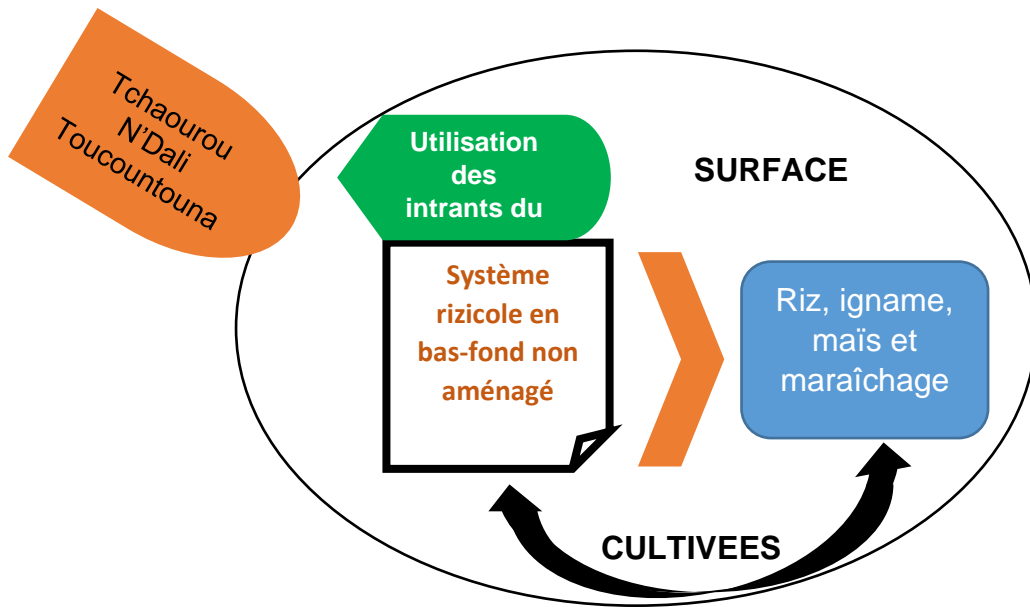 Tchaourou
N'Dali
Toucountouna
Utilisation
des
intrants du
SURFACE
Système
rizicole en
bas-fond non
aménagé
Riz, igname,
maïs et
maraîchage
CULTIVEES